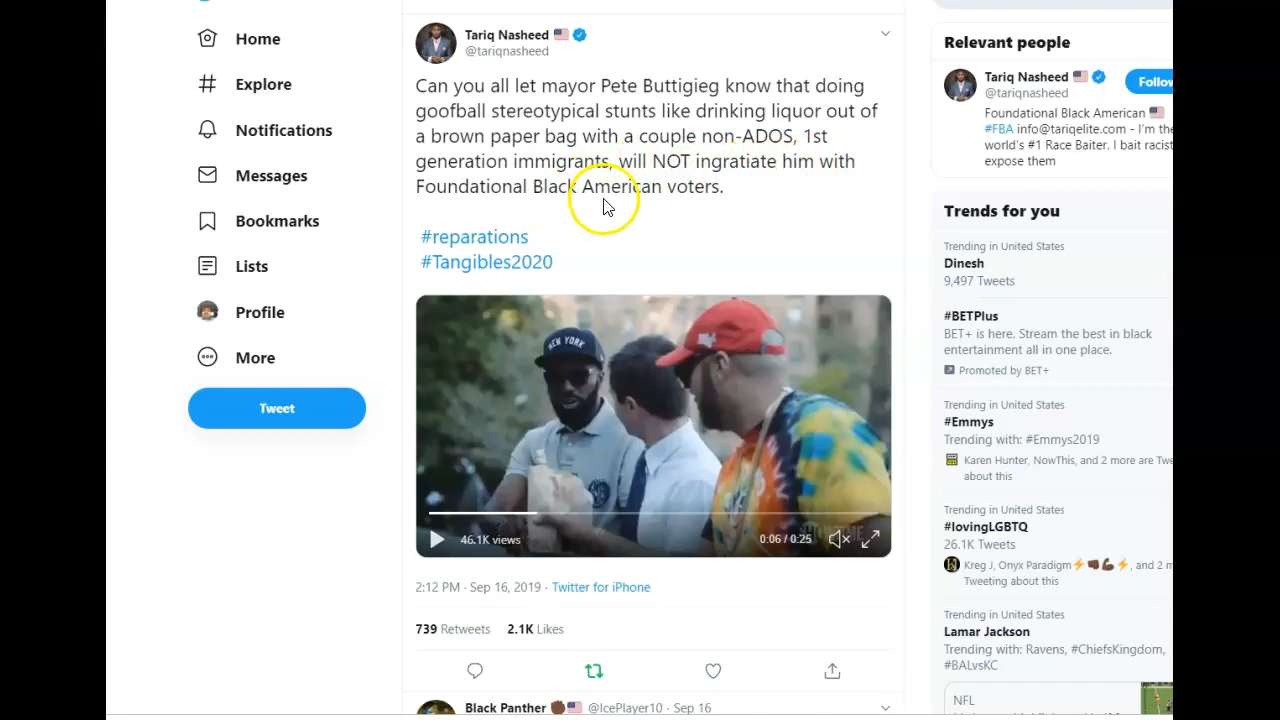 Home
Explore
Notifications
Messages
Bookmarks
Lists
Profile
More
Tweet
Tariq Nasheed
@tariqnasheed
Can you all let mayor Pete Buttigieg know that doing
goofball stereotypical stunts like drinking liquor out of
a brown paper bag with a couple non-ADOS, 1st
generation immigrants, will NOT ingratiate him with
Foundational Black American voters.
#reparations
#Tangibles2020
NEW YORK
46.1K views
0:06 / 0:25
2:12 PM · Sep 16, 2019 · Twitter for iPhone
739 Retweets 2.1K Likes
Black Panther @IcePlayer10 · Sep 16
Relevant people
Tariq Nasheed
@tariqnasheed
Follow
Foundational Black American
#FBA info@tariqelite.com - I'm the
world's #1 Race Baiter. I bait racist
expose them
Trends for you
Trending in United States
Dinesh
9,497 Tweets
#BETPlus
BET+ is here. Stream the best in black
entertainment all in one place.
Promoted by BET+
Trending in United States
#Emmys
Trending with: #Emmys2019
Karen Hunter, NowThis, and 2 more are Twe
about this
Trending in United States
#lovingLGBTQ
26.1K Tweets
Kreg J, Onyx Paradigm⚡, and 2 m
Tweeting about this
Trending in United States
Lamar Jackson
Trending with: Ravens, #ChiefsKingdom,
#BALvsKC
NFL